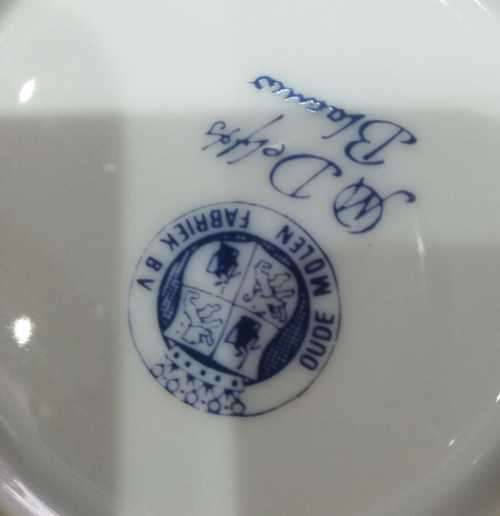 Delfts
Blauw
OUDE MOLEN FABRIEK B.V